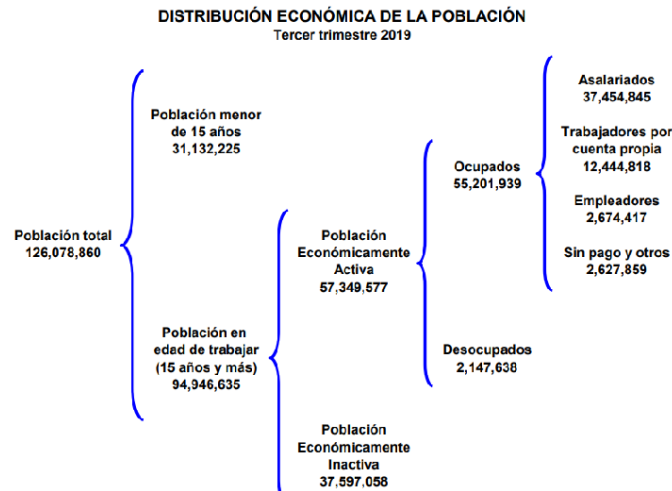 DISTRIBUCIÓN ECONÓMICA DE LA POBLACIÓN
Tercer trimestre 2019
Población total
126,078,860
Población menor
de 15 años
31,132,225
Población en
edad de trabajar
(15 años y más)
94,946,635
Población
Económicamente
Activa
57,349,577
Población
Económicamente
Inactiva
37,597,058
Ocupados
55,201,939
Desocupados
2,147,638
Asalariados
37,454,845
Trabajadores por
cuenta propia
12,444,818
Empleadores
2,674,417
Sin pago y otros
2,627,859